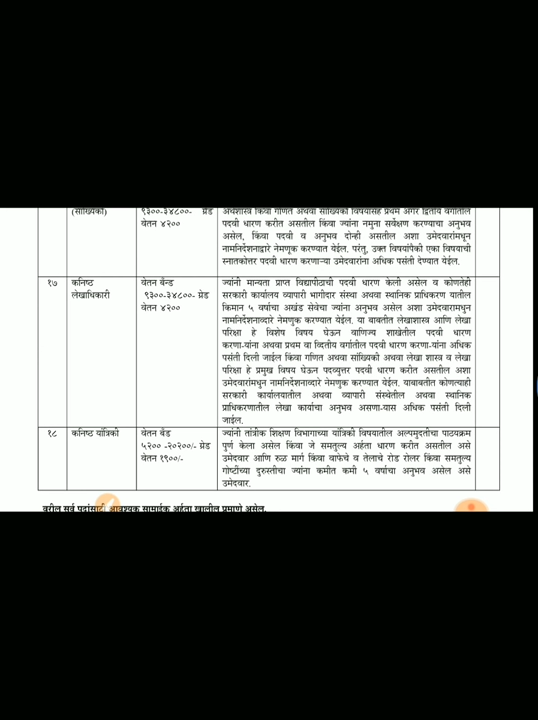 (सांख्यिकी) ९३००-३४८००- ग्रेड अर्थशास्त्र किंवा गणित अथवा सांख्यिकी विषयांसह प्रथम अगर द्वितीय वर्गातील
वेतन ४२०० पदवी धारण करीत असतील किंवा ज्यांना नमुना सर्वेक्षण करण्याचा अनुभव
असेल, किंवा पदवी व अनुभव दोन्ही असतील अशा उमेदवारांमधून
नामनिर्देशनाद्वारे नेमणूक करण्यात येईल. परंतु, उक्त विषयांपैकी एका विषयाची
स्नातकोत्तर पदवी धारण करणाऱ्या उमेदवारांना अधिक पसंती देण्यात येईल.
१७ कनिष्ट वेतन बॅन्ड ज्यांनी मान्यता प्राप्त विद्यापीठाची पदवी धारण केली असेल व कोणतेही
लेखाधिकारी ९३००-३४८००- ग्रेड सरकारी कार्यालय व्यापारी भागीदार संस्था अथवा स्थानिक प्राधिकरण यातील
वेतन ४२०० किमान ५ वर्षाचा अखंड सेवेचा ज्यांना अनुभव असेल अशा उमेदवारामधुन
नामनिर्देशनाव्दारे नेमणुक करण्यात येईल. या बाबतीत लेखाशास्त्र आणि लेखा
परिक्षा हे विशेष विषय घेऊन वाणिज्य शाखेतील पदवी धारण
करणा-यांना अथवा प्रथम वा व्दितीय वर्गातील पदवी धारण करणा-यांना अधिक
पसंती दिली जाईल किंवा गणित अथवा सांख्यिकी अथवा लेखा शास्त्र व लेखा
परिक्षा हे प्रमुख विषय घेऊन पदव्युत्तर पदवी धारण करीत असतील अशा
उमेदवारांमधुन नामनिर्देशनाव्दारे नेमणुक करण्यात येईल. याबाबतीत कोणत्याही
सरकारी कार्यालयातील अथवा व्यापारी संस्थेतील अथवा स्थानिक
प्राधिकरणातील लेखा कार्याचा अनुभव असणा-यास अधिक पसंती दिली
जाईल.
१८ कनिष्ट यांत्रिकी वेतन बँड ज्यांनी तांत्रीक शिक्षण विभागाच्या यांत्रिकी विषयातील अल्पमुदतीचा पाठयक्रम
५२०० -२०२००/- ग्रेड पुर्ण केला असेल किंवा जे समतुल्य अर्हता धारण करीत असतील असे
वेतन १९००/- उमेदवार आणि रुळ मार्ग किंवा वाफेचे व तेलाचे रोड रोलर किंवा समतुल्य
गोष्टीच्या दुरुस्तीचा ज्यांना कमीत कमी ५ वर्षाचा अनुभव असेल असे
उमेदवार.
वरील सर्व पदांसाठी आवश्यक सामाईक अर्हता खालील प्रमाणे असेल.